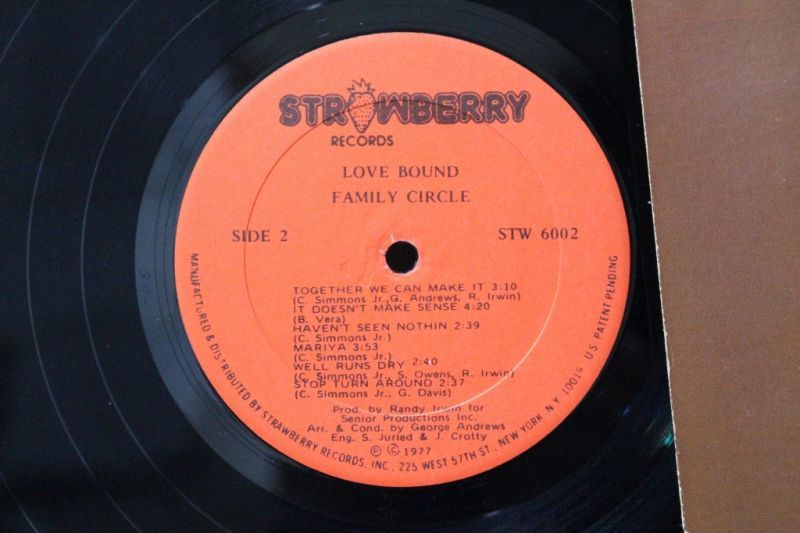 STRAWBERRY
RECORDS
LOVE BOUND
FAMILY CIRCLE
SIDE 2
STW 6002
TOGETHER WE CAN MAKE IT 3:10
(C. Simmons Jr.,G. Andrews, R. Irwin)
IT DOESN'T MAKE SENSE 4:20
(B. Vera)
HAVEN'T SEEN NOTHIN 2:39
(C. Simmons Jr.)
MARIYA 3:53
(C. Simmons Jr.)
WELL RUNS DRY 2:40
(C. Simmons Jr., S. Owens, R. Irwin)
STOP TURN AROUND 2:37
(C. Simmons Jr., G. Davis)
Prod. by Randy Irwin for
Senior Productions Inc.
Arr. & Cond. by George Andrews
Eng. S. Juried & J. Crotty
℗ © 1977
MANUFACTURED & DISTRIBUTED BY STRAWBERRY RECORDS, INC., 225 WEST 57TH ST., NEW YORK, N.Y. 10019 U.S. PATENT PENDING